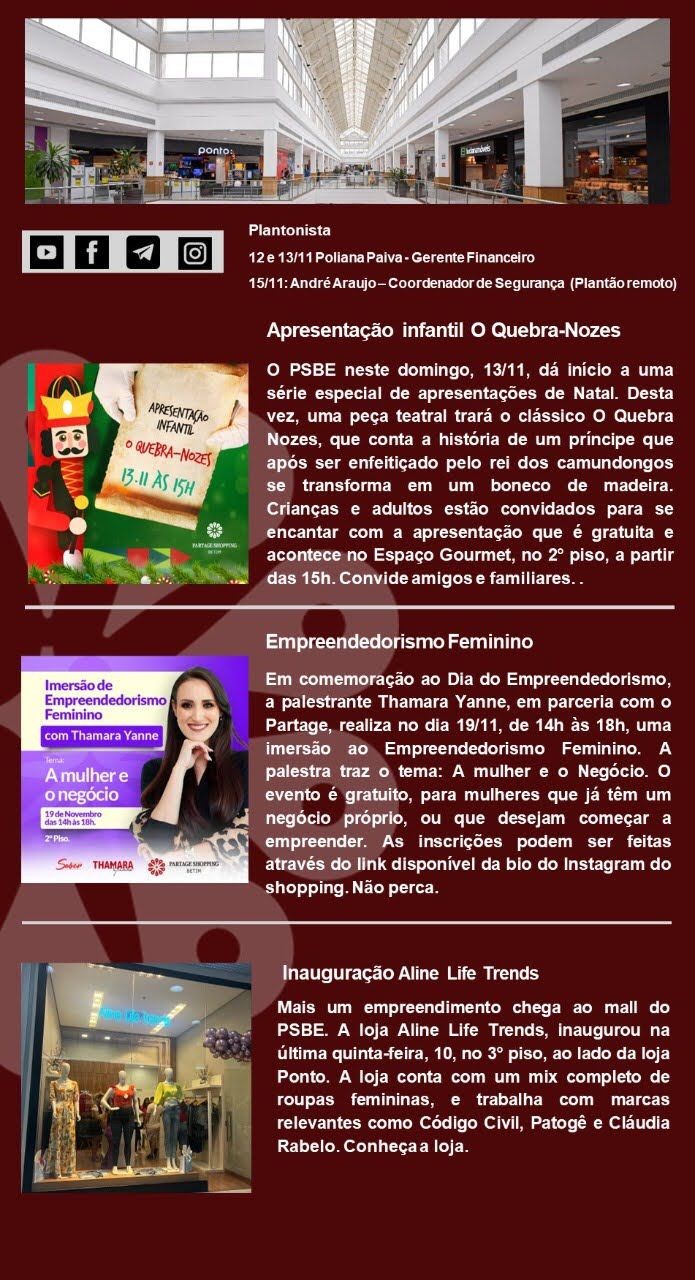 ponto:
Plantonista
12 e 13/11 Poliana Paiva - Gerente Financeiro
15/11: André Araujo – Coordenador de Segurança (Plantão remoto)
Apresentação infantil O Quebra-Nozes
APRESENTAÇÃO
INFANTIL
O QUEBRA-NOZES
13.11 ÀS 15H
PARTAGE SHOPPING
BETIM
O PSBE neste domingo, 13/11, dá início a uma
série especial de apresentações de Natal. Desta
vez, uma peça teatral trará o clássico O Quebra
Nozes, que conta a história de um príncipe que
após ser enfeitiçado pelo rei dos camundongos
se transforma em um boneco de madeira.
Crianças e adultos estão convidados para se
encantar com a apresentação que é gratuita e
acontece no Espaço Gourmet, no 2º piso, a partir
das 15h. Convide amigos e familiares. .
Empreendedorismo Feminino
Imersão de
Empreendedorismo
Feminino
com Thamara Yanne
Tema:
A mulher e
o negócio
19 de Novembro
das 14h às 18h.
2º Piso.
THAMARA
PARTAGE SHOPPING
BETIM
Em comemoração ao Dia do Empreendedorismo,
a palestrante Thamara Yanne, em parceria com o
Partage, realiza no dia 19/11, de 14h às 18h, uma
imersão ao Empreendedorismo Feminino. A
palestra traz o tema: A mulher e o Negócio. O
evento é gratuito, para mulheres que já têm um
negócio próprio, ou que desejam começar a
empreender. As inscrições podem ser feitas
através do link disponível da bio do Instagram do
shopping. Não perca.
Inauguração Aline Life Trends
Aline Life Trends
Mais um empreendimento chega ao mall do
PSBE. A loja Aline Life Trends, inaugurou na
última quinta-feira, 10, no 3º piso, ao lado da loja
Ponto. A loja conta com um mix completo de
roupas femininas, e trabalha com marcas
relevantes como Código Civil, Patogê e Cláudia
Rabelo. Conheça a loja.